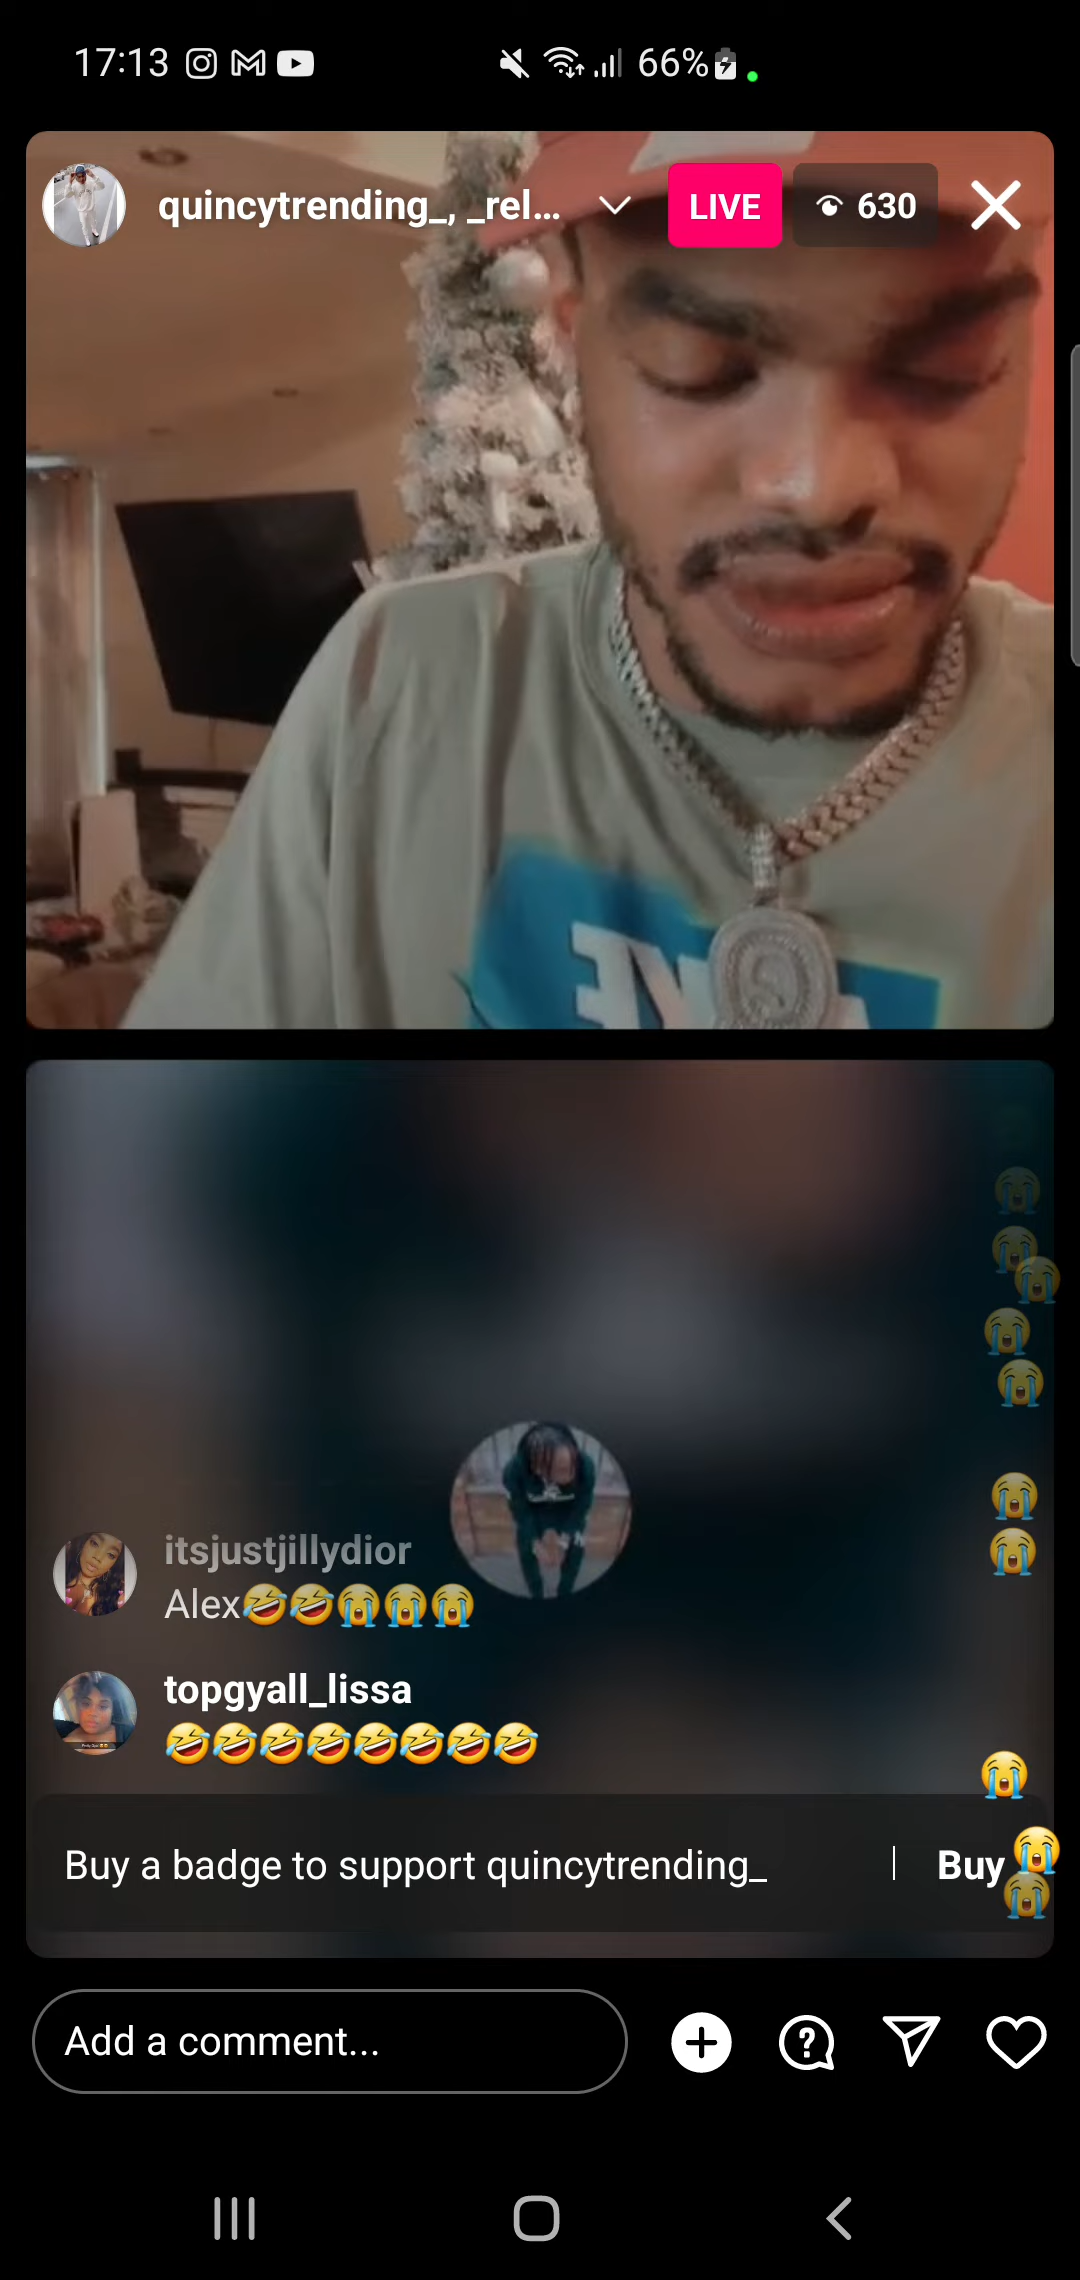 17:13 66%
quincytrending_, _rel... LIVE 630
itsjustjillydior
Alex🤣🤣😭😭😭
topgyall_lissa
🤣🤣🤣🤣🤣🤣🤣🤣
Buy a badge to support quincytrending_ | Buy
Add a comment...